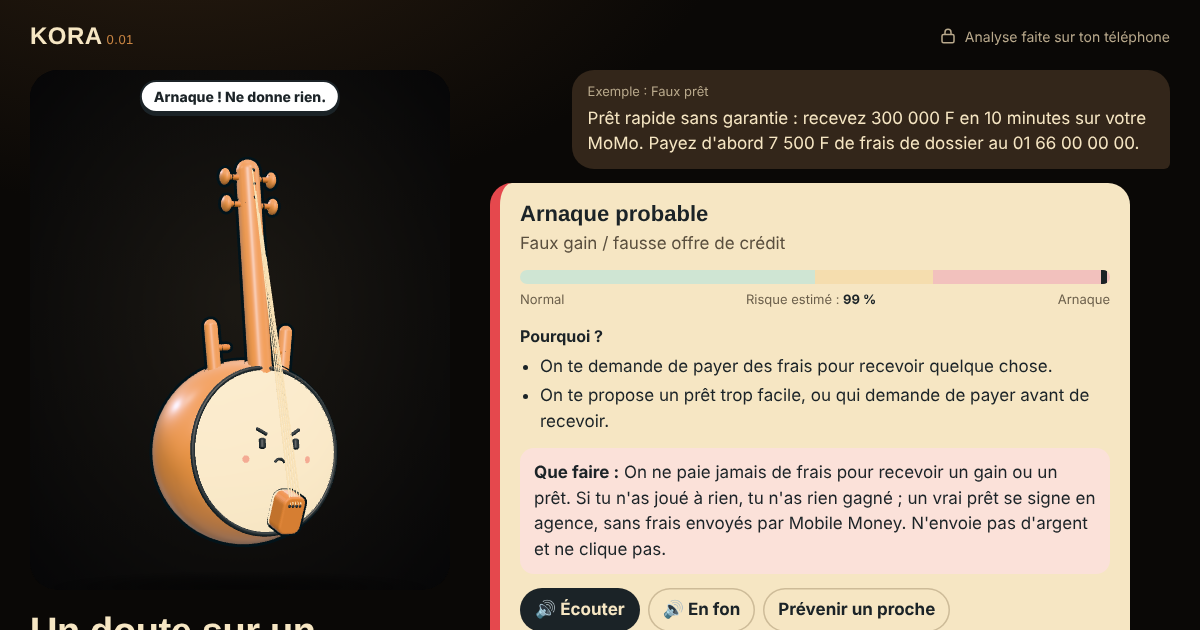 KORA 0.01
Analyse faite sur ton téléphone
Arnaque ! Ne donne rien.
Exemple : Faux prêt
Prêt rapide sans garantie : recevez 300 000 F en 10 minutes sur votre
MoMo. Payez d'abord 7 500 F de frais de dossier au 01 66 00 00 00.
Arnaque probable
Faux gain / fausse offre de crédit
Normal
Risque estimé : 99 %
Arnaque
Pourquoi ?
• On te demande de payer des frais pour recevoir quelque chose.
• On te propose un prêt trop facile, ou qui demande de payer avant de
recevoir.
Que faire : On ne paie jamais de frais pour recevoir un gain ou un
prêt. Si tu n'as joué à rien, tu n'as rien gagné ; un vrai prêt se signe en
agence, sans frais envoyés par Mobile Money. N'envoie pas d'argent
et ne clique pas.
🔊 Écouter
🔊 En fon
Prévenir un proche
Un doute sur un